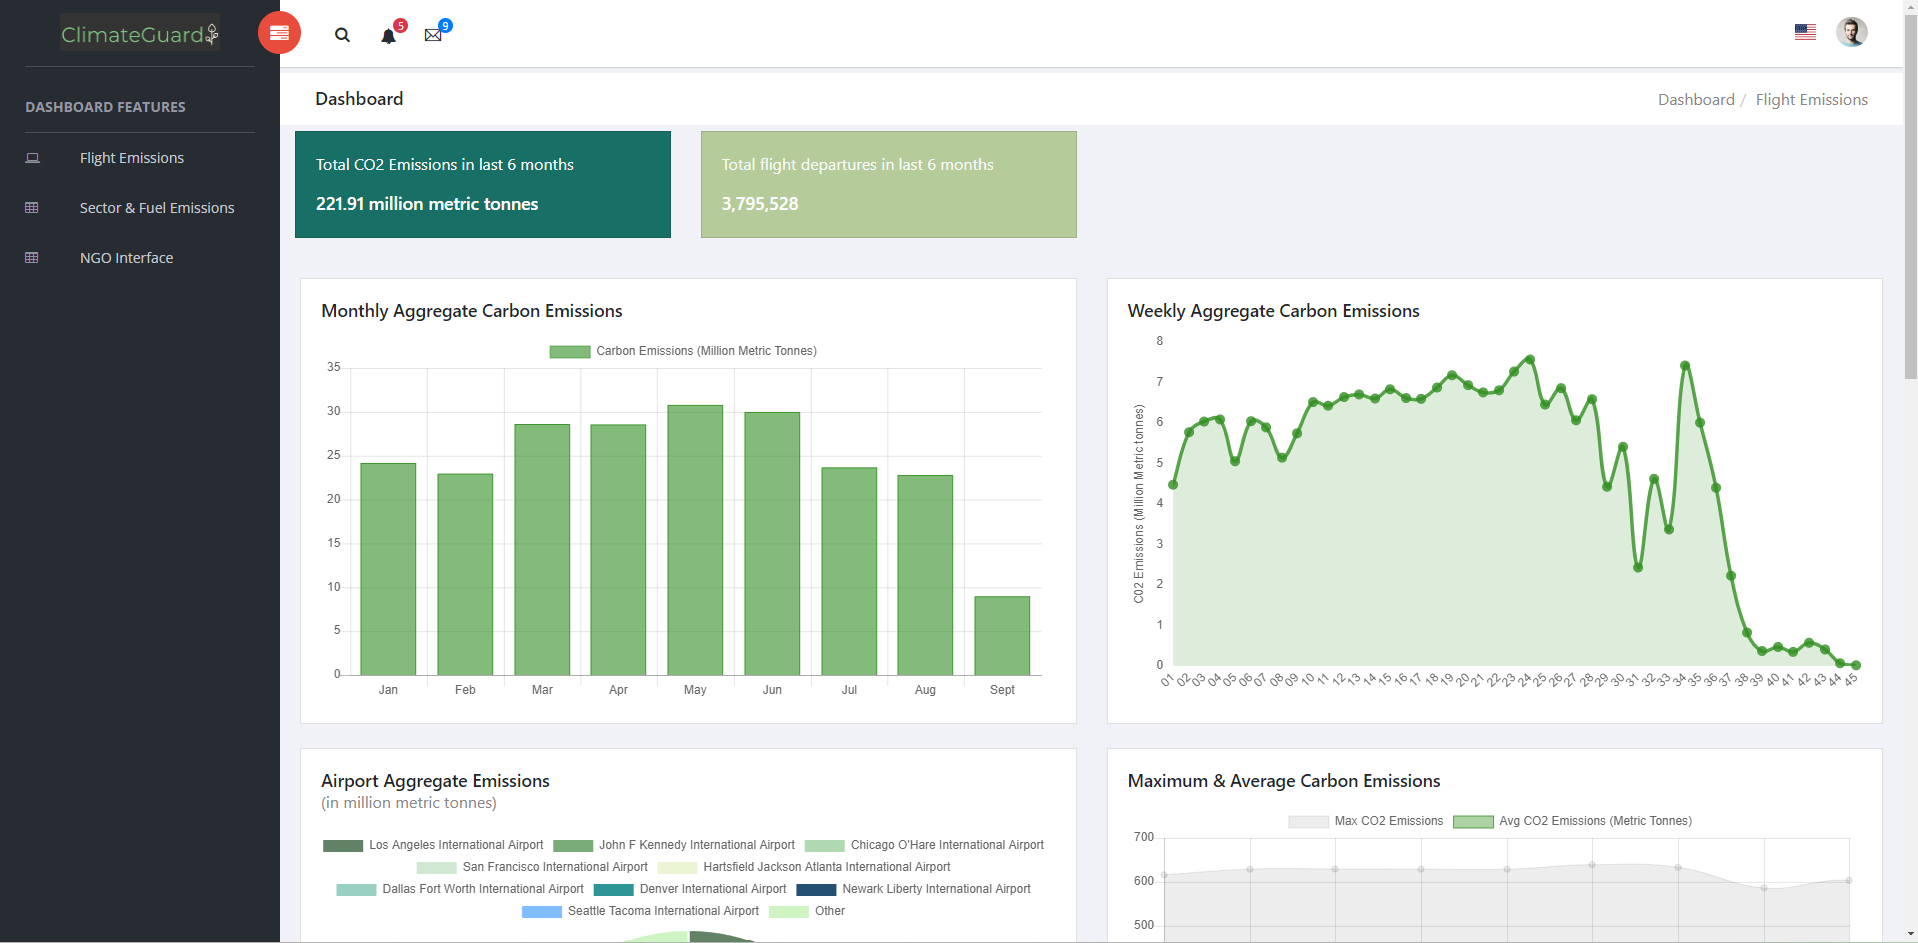 ClimateGuard
5
9
DASHBOARD FEATURES
Flight Emissions
Sector & Fuel Emissions
NGO Interface
Dashboard
Dashboard / Flight Emissions
Total CO2 Emissions in last 6 months
221.91 million metric tonnes
Total flight departures in last 6 months
3,795,528
Monthly Aggregate Carbon Emissions
Carbon Emissions (Million Metric Tonnes)
35
30
25
20
15
10
5
0
Jan Feb Mar Apr May Jun Jul Aug Sept
Weekly Aggregate Carbon Emissions
C02 Emissions (Million Metric tonnes)
8
7
6
5
4
3
2
1
0
01 02 03 04 05 06 07 08 09 10 11 12 13 14 15 16 17 18 19 20 21 22 23 24 25 26 27 28 29 30 31 32 33 34 35 36 37 38 39 40 41 42 43 44 45
Airport Aggregate Emissions
(in million metric tonnes)
Los Angeles International Airport John F Kennedy International Airport Chicago O'Hare International Airport
San Francisco International Airport Hartsfield Jackson Atlanta International Airport
Dallas Fort Worth International Airport Denver International Airport Newark Liberty International Airport
Seattle Tacoma International Airport Other
Maximum & Average Carbon Emissions
Max CO2 Emissions Avg CO2 Emissions (Metric Tonnes)
700
600
500